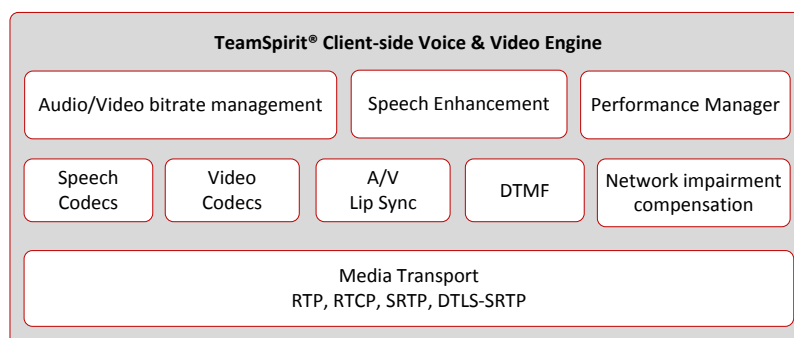 TeamSpirit® Client-side Voice & Video Engine
Audio/Video bitrate management
Speech Enhancement
Performance Manager
Speech
Codecs
Video
Codecs
A/V
Lip Sync
DTMF
Network impairment
compensation
Media Transport
RTP, RTCP, SRTP, DTLS-SRTP